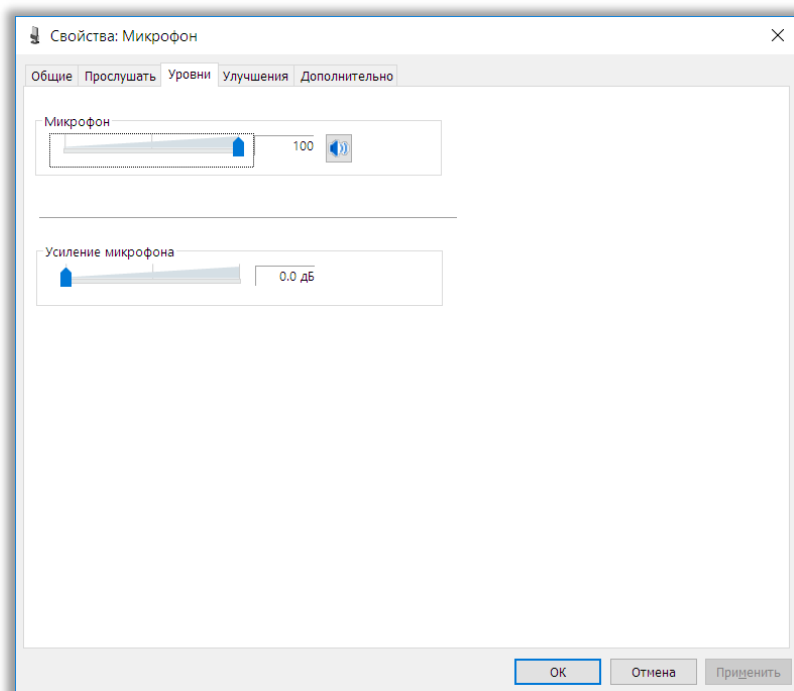 Свойства: Микрофон
Общие Прослушать Уровни Улучшения Дополнительно
Микрофон
100
Усиление микрофона
0.0 дБ
ОК Отмена Применить